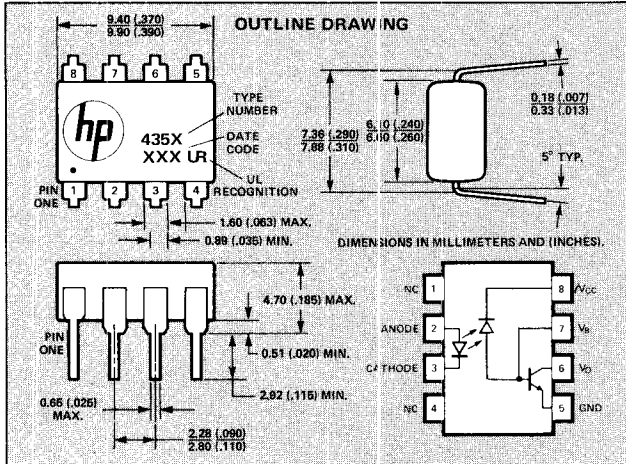 OUTLINE DRAWING
9.40 (.370)
9.90 (.390)
8 7 6 5
hp
435X
XXX UR
TYPE
NUMBER
DATE
CODE
UL
RECOGNITION
PIN
ONE
1 2 3 4
1.60 (.063) MAX.
0.89 (.035) MIN.
0.18 (.007)
0.33 (.013)
7.36 (.290)
7.88 (.310)
(.240)
(.260)
5° TYP.
DIMENSIONS IN MILLIMETERS AND (INCHES).
4.70 (.185) MAX.
PIN
ONE
0.51 (.020) MIN.
2.92 (.115) MIN.
0.65 (.025)
MAX.
2.28 (.090)
2.80 (.110)
NC 1 8 VCC
ANODE 2 7 VB
CATHODE 3 6 VO
NC 4 5 GND